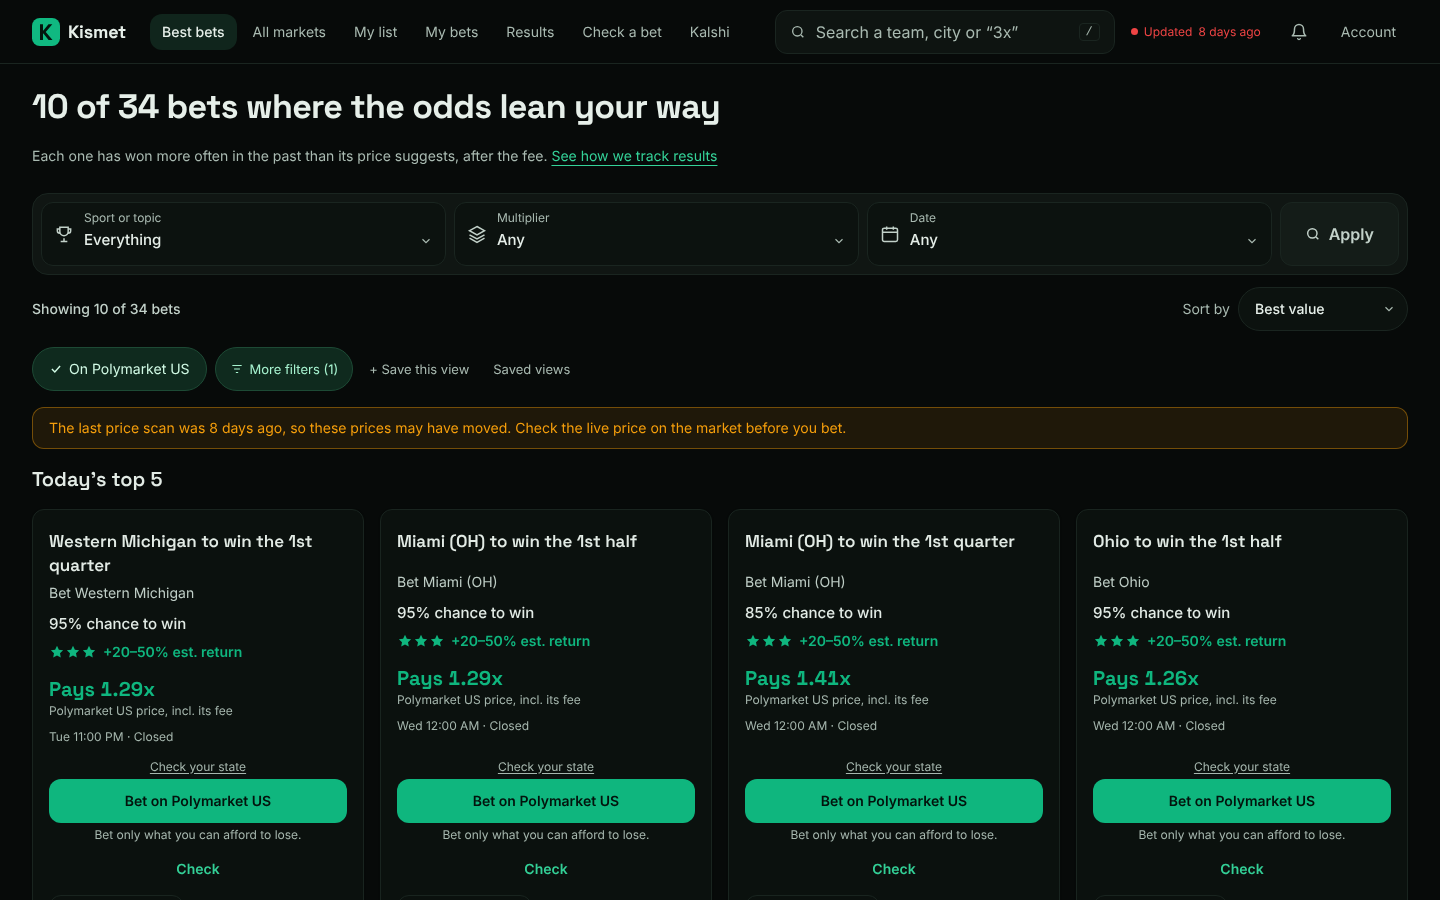 Kismet
Best bets
All markets
My list
My bets
Results
Check a bet
Kalshi
Search a team, city or “3x”
/
Updated 8 days ago
Account
10 of 34 bets where the odds lean your way
Each one has won more often in the past than its price suggests, after the fee. See how we track results
Sport or topic
Everything
Multiplier
Any
Date
Any
Apply
Showing 10 of 34 bets
Sort by
Best value
On Polymarket US
More filters (1)
+ Save this view
Saved views
The last price scan was 8 days ago, so these prices may have moved. Check the live price on the market before you bet.
Today’s top 5
Western Michigan to win the 1st
quarter
Bet Western Michigan
95% chance to win
+20–50% est. return
Pays 1.29x
Polymarket US price, incl. its fee
Tue 11:00 PM · Closed
Check your state
Bet on Polymarket US
Bet only what you can afford to lose.
Check
Miami (OH) to win the 1st half
Bet Miami (OH)
95% chance to win
+20–50% est. return
Pays 1.29x
Polymarket US price, incl. its fee
Wed 12:00 AM · Closed
Check your state
Bet on Polymarket US
Bet only what you can afford to lose.
Check
Miami (OH) to win the 1st quarter
Bet Miami (OH)
85% chance to win
+20–50% est. return
Pays 1.41x
Polymarket US price, incl. its fee
Wed 12:00 AM · Closed
Check your state
Bet on Polymarket US
Bet only what you can afford to lose.
Check
Ohio to win the 1st half
Bet Ohio
95% chance to win
+20–50% est. return
Pays 1.26x
Polymarket US price, incl. its fee
Wed 12:00 AM · Closed
Check your state
Bet on Polymarket US
Bet only what you can afford to lose.
Check